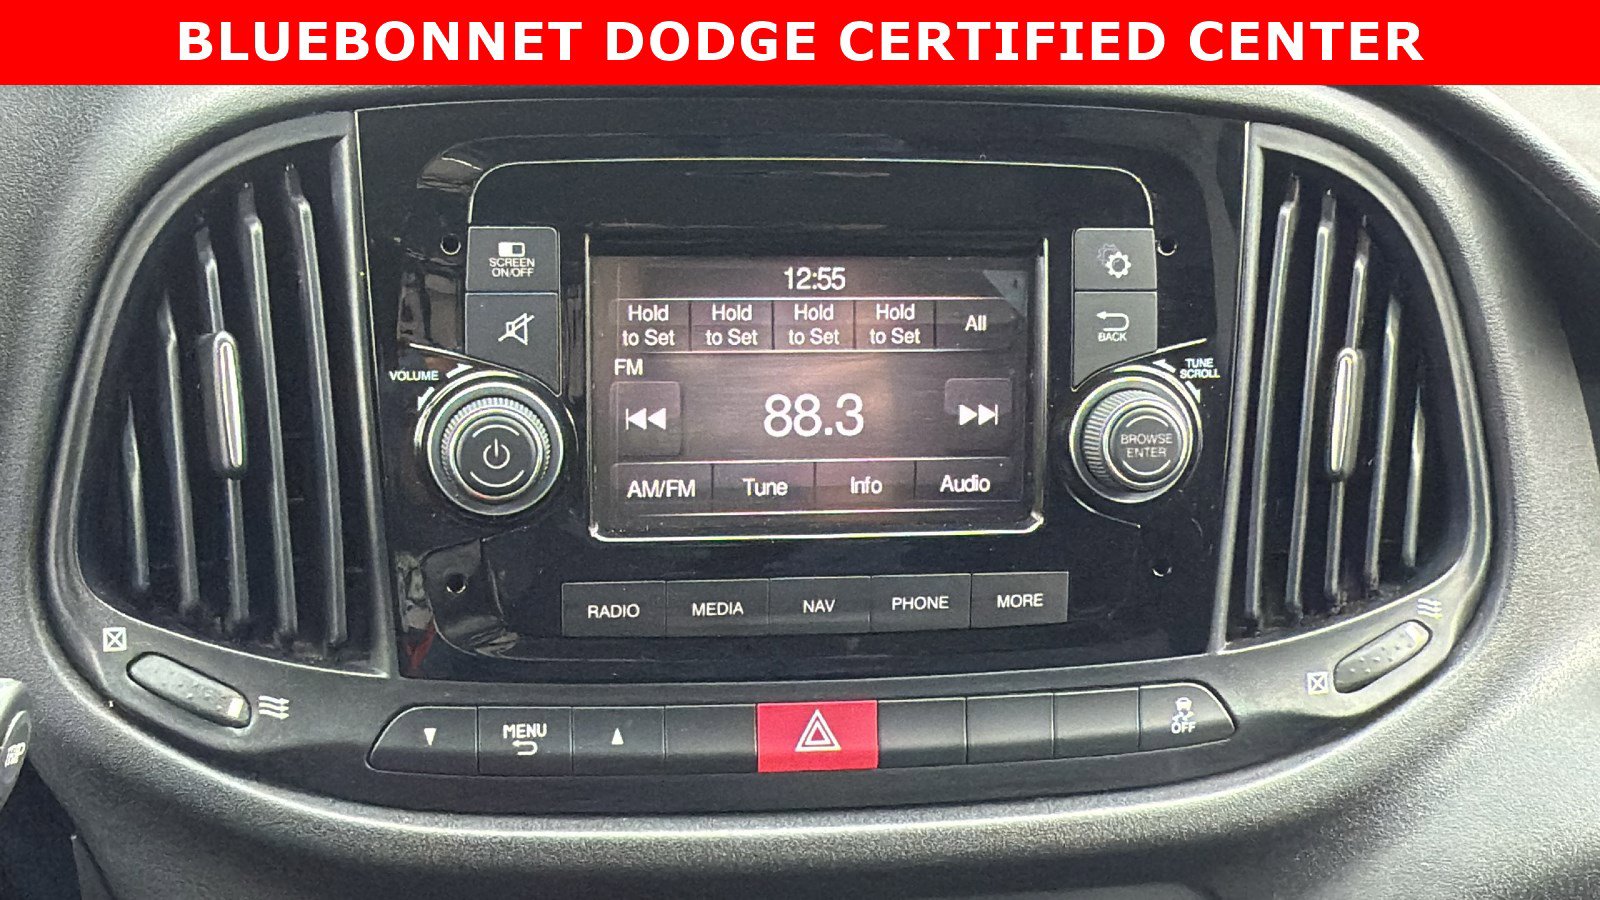 BLUEBONNET DODGE CERTIFIED CENTER
SCREEN
ON/OFF
12:55
Hold
to Set
Hold
to Set
Hold
to Set
Hold
to Set
All
BACK
FM
VOLUME
TUNE
SCROLL
88.3
BROWSE
ENTER
AM/FM
Tune
Info
Audio
RADIO
MEDIA
NAV
PHONE
MORE
MENU
OFF